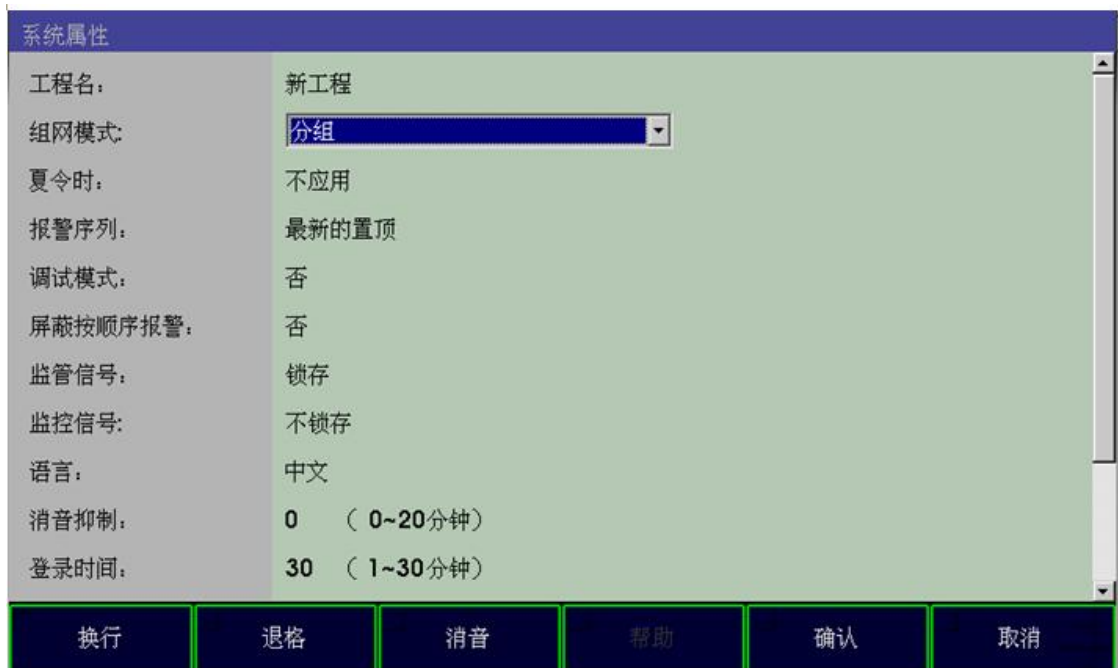 系统属性
工程名： 新工程
组网模式: 分组
夏令时： 不应用
报警序列： 最新的置顶
调试模式： 否
屏蔽按顺序报警： 否
监管信号： 锁存
监控信号: 不锁存
语言： 中文
消音抑制： 0 （ 0~20分钟）
登录时间： 30 （ 1~30分钟）
换行 退格 消音 帮助 确认 取消